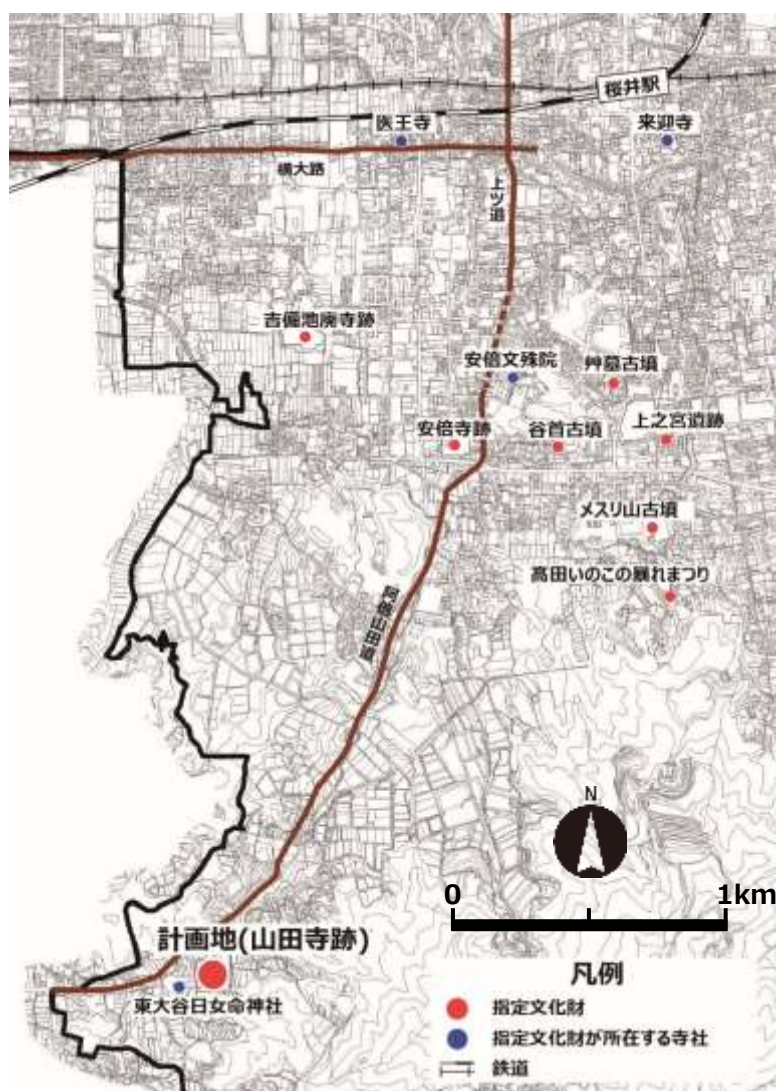 桜井駅
医王寺
来迎寺
横大路
上ツ道
吉備池廃寺跡
安倍文殊院
艸墓古墳
安倍寺跡
谷首古墳
上之宮遺跡
メスリ山古墳
高田いのこの暴れまつり
阿倍山田道
N
0
1km
計画地(山田寺跡)
東大谷日女命神社
凡例
指定文化財
指定文化財が所在する寺社
鉄道